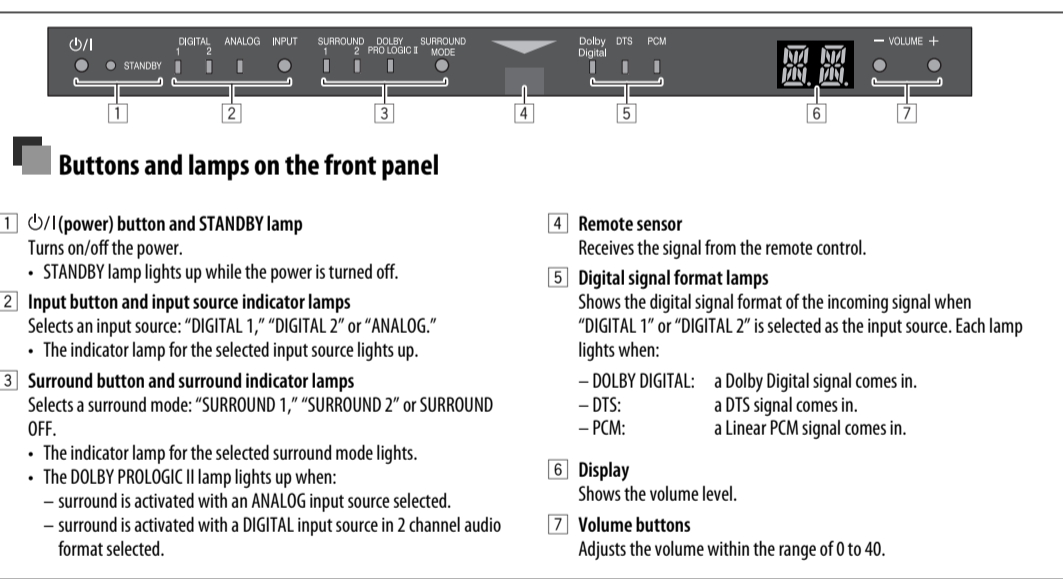 ⏻/I
STANDBY
DIGITAL
1 2
ANALOG
INPUT
SURROUND
1 2
DOLBY
PRO LOGIC II
SURROUND
MODE
Dolby
Digital
DTS
PCM
− VOLUME +
1 2 3 4 5 6 7
Buttons and lamps on the front panel
1 ⏻/I (power) button and STANDBY lamp
Turns on/off the power.
• STANDBY lamp lights up while the power is turned off.
2 Input button and input source indicator lamps
Selects an input source: “DIGITAL 1,” “DIGITAL 2” or “ANALOG.”
• The indicator lamp for the selected input source lights up.
3 Surround button and surround indicator lamps
Selects a surround mode: “SURROUND 1,” “SURROUND 2” or SURROUND
OFF.
• The indicator lamp for the selected surround mode lights.
• The DOLBY PROLOGIC II lamp lights up when:
– surround is activated with an ANALOG input source selected.
– surround is activated with a DIGITAL input source in 2 channel audio
format selected.
4 Remote sensor
Receives the signal from the remote control.
5 Digital signal format lamps
Shows the digital signal format of the incoming signal when
“DIGITAL 1” or “DIGITAL 2” is selected as the input source. Each lamp
lights when:
– DOLBY DIGITAL: a Dolby Digital signal comes in.
– DTS: a DTS signal comes in.
– PCM: a Linear PCM signal comes in.
6 Display
Shows the volume level.
7 Volume buttons
Adjusts the volume within the range of 0 to 40.